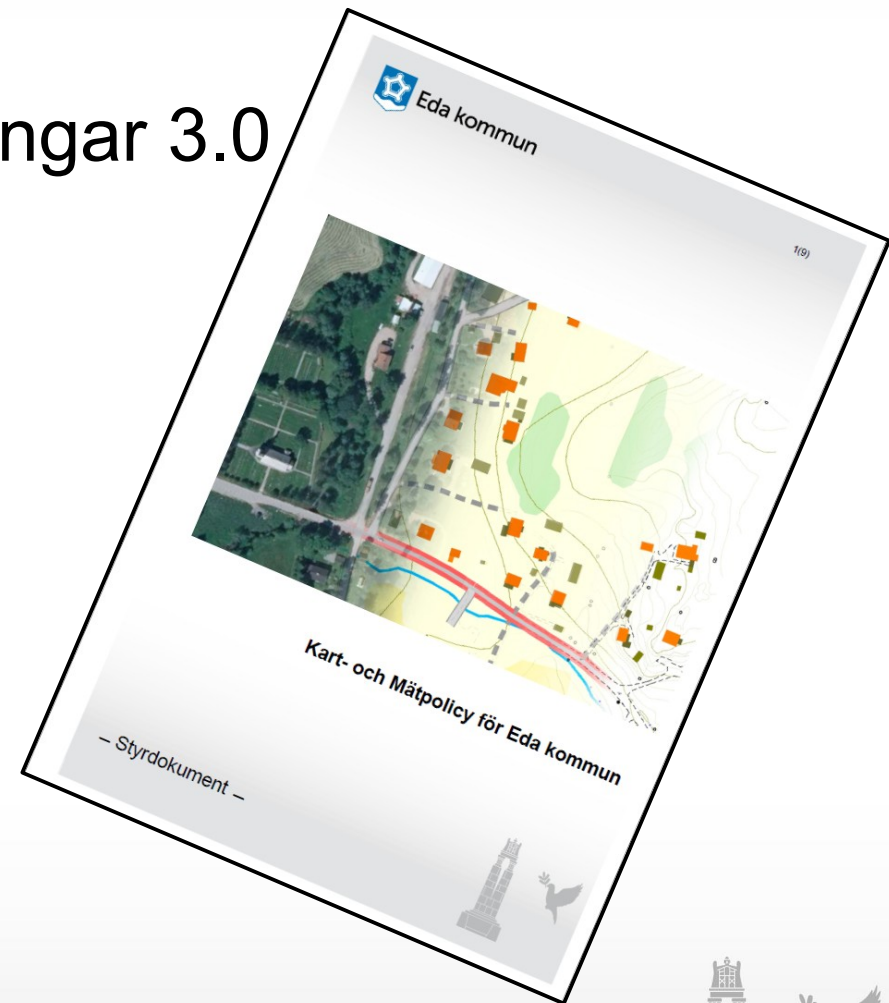 ngar 3.0
Eda kommun
1(9)
Kart- och Mätpolicy för Eda kommun
– Styrdokument –